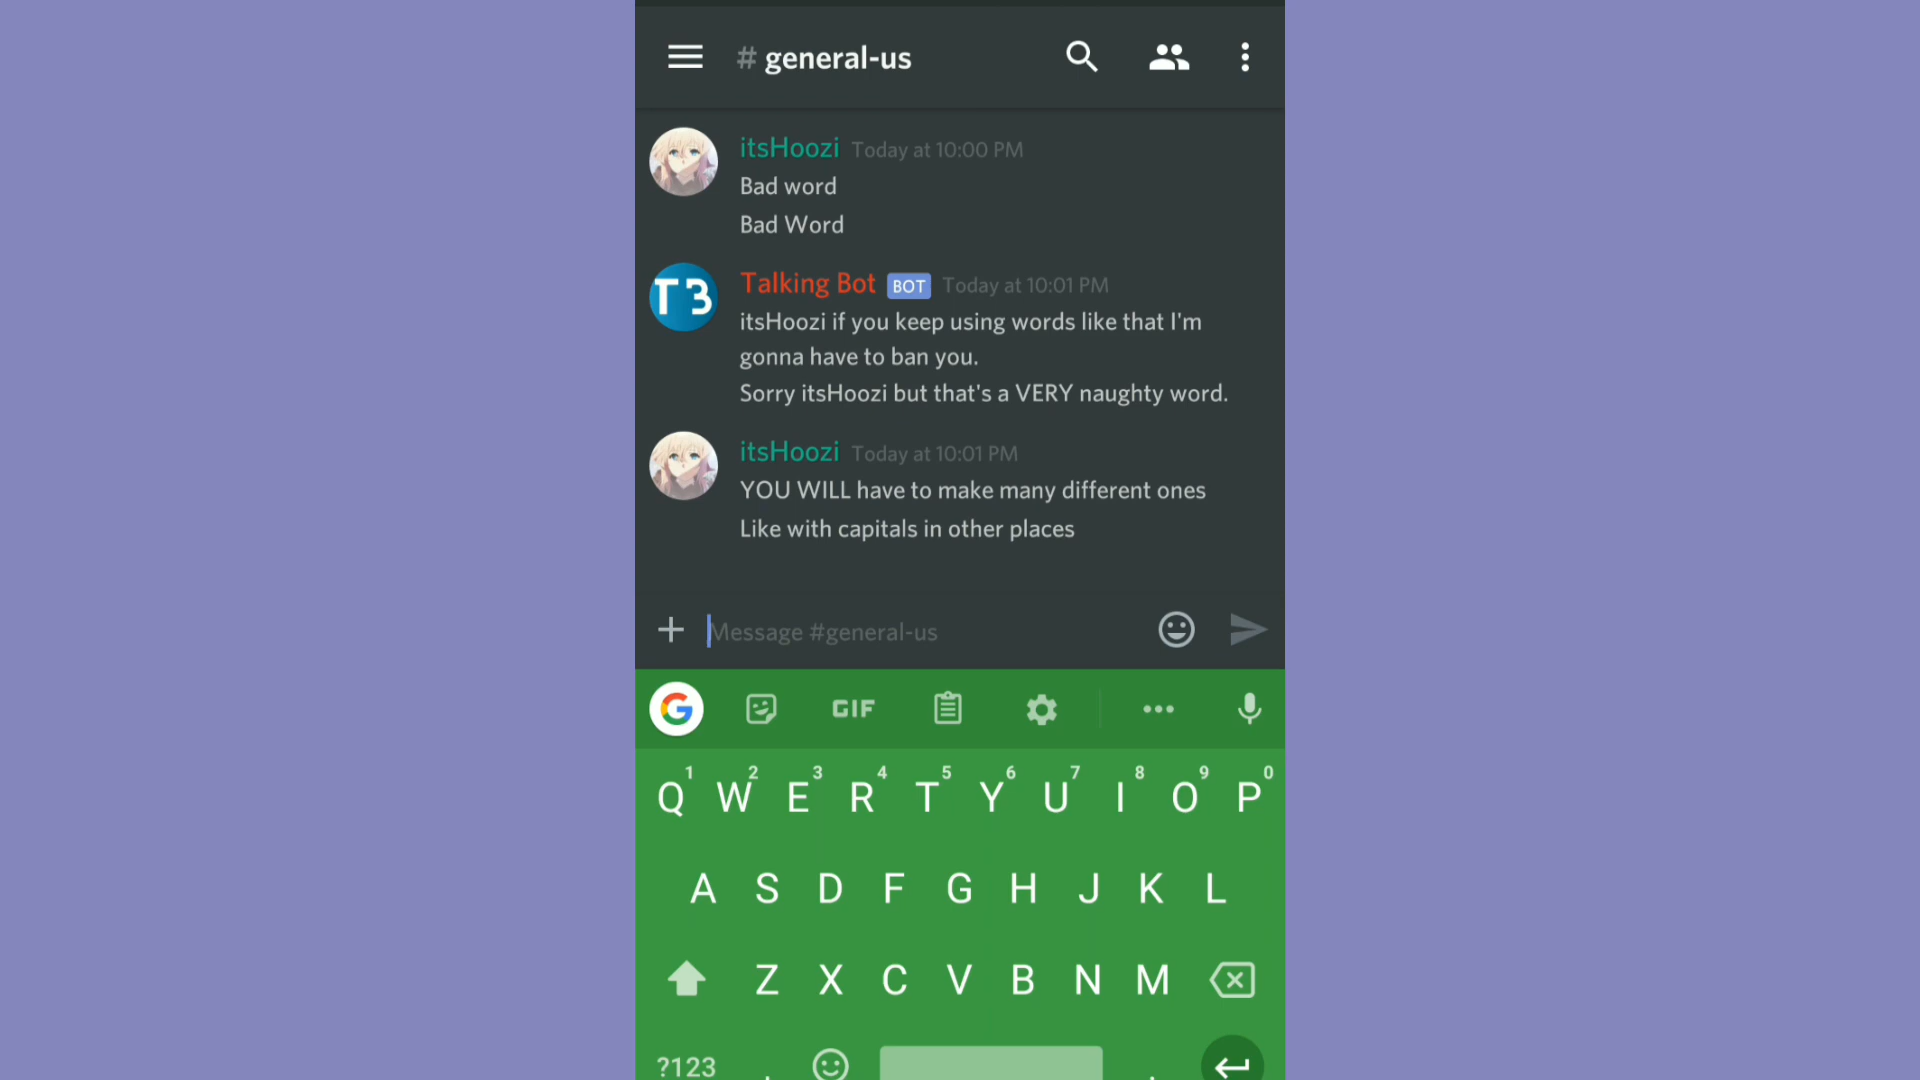 # general-us
itsHoozi Today at 10:00 PM
Bad word
Bad Word
T3
Talking Bot BOT Today at 10:01 PM
itsHoozi if you keep using words like that I'm
gonna have to ban you.
Sorry itsHoozi but that's a VERY naughty word.
itsHoozi Today at 10:01 PM
YOU WILL have to make many different ones
Like with capitals in other places
Message #general-us
G GIF
1 2 3 4 5 6 7 8 9 0
Q W E R T Y U I O P
A S D F G H J K L
Z X C V B N M
?123